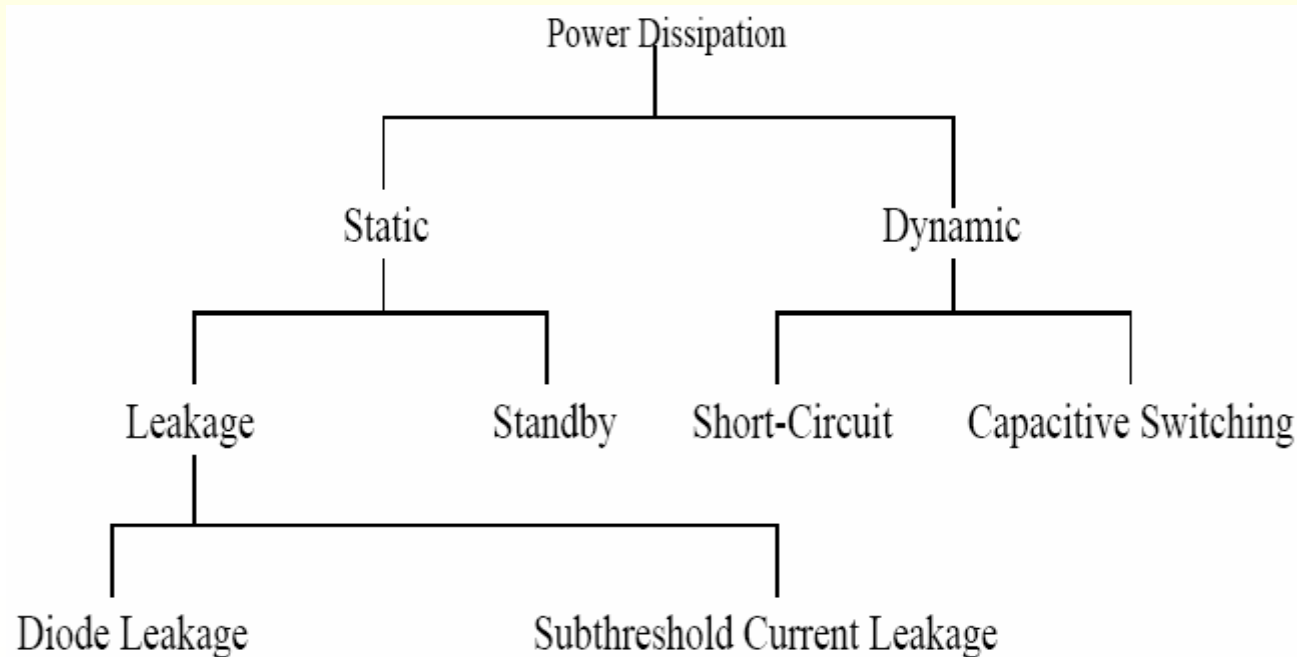 Power Dissipation
Static
Dynamic
Leakage
Standby
Short-Circuit
Capacitive Switching
Diode Leakage
Subthreshold Current Leakage